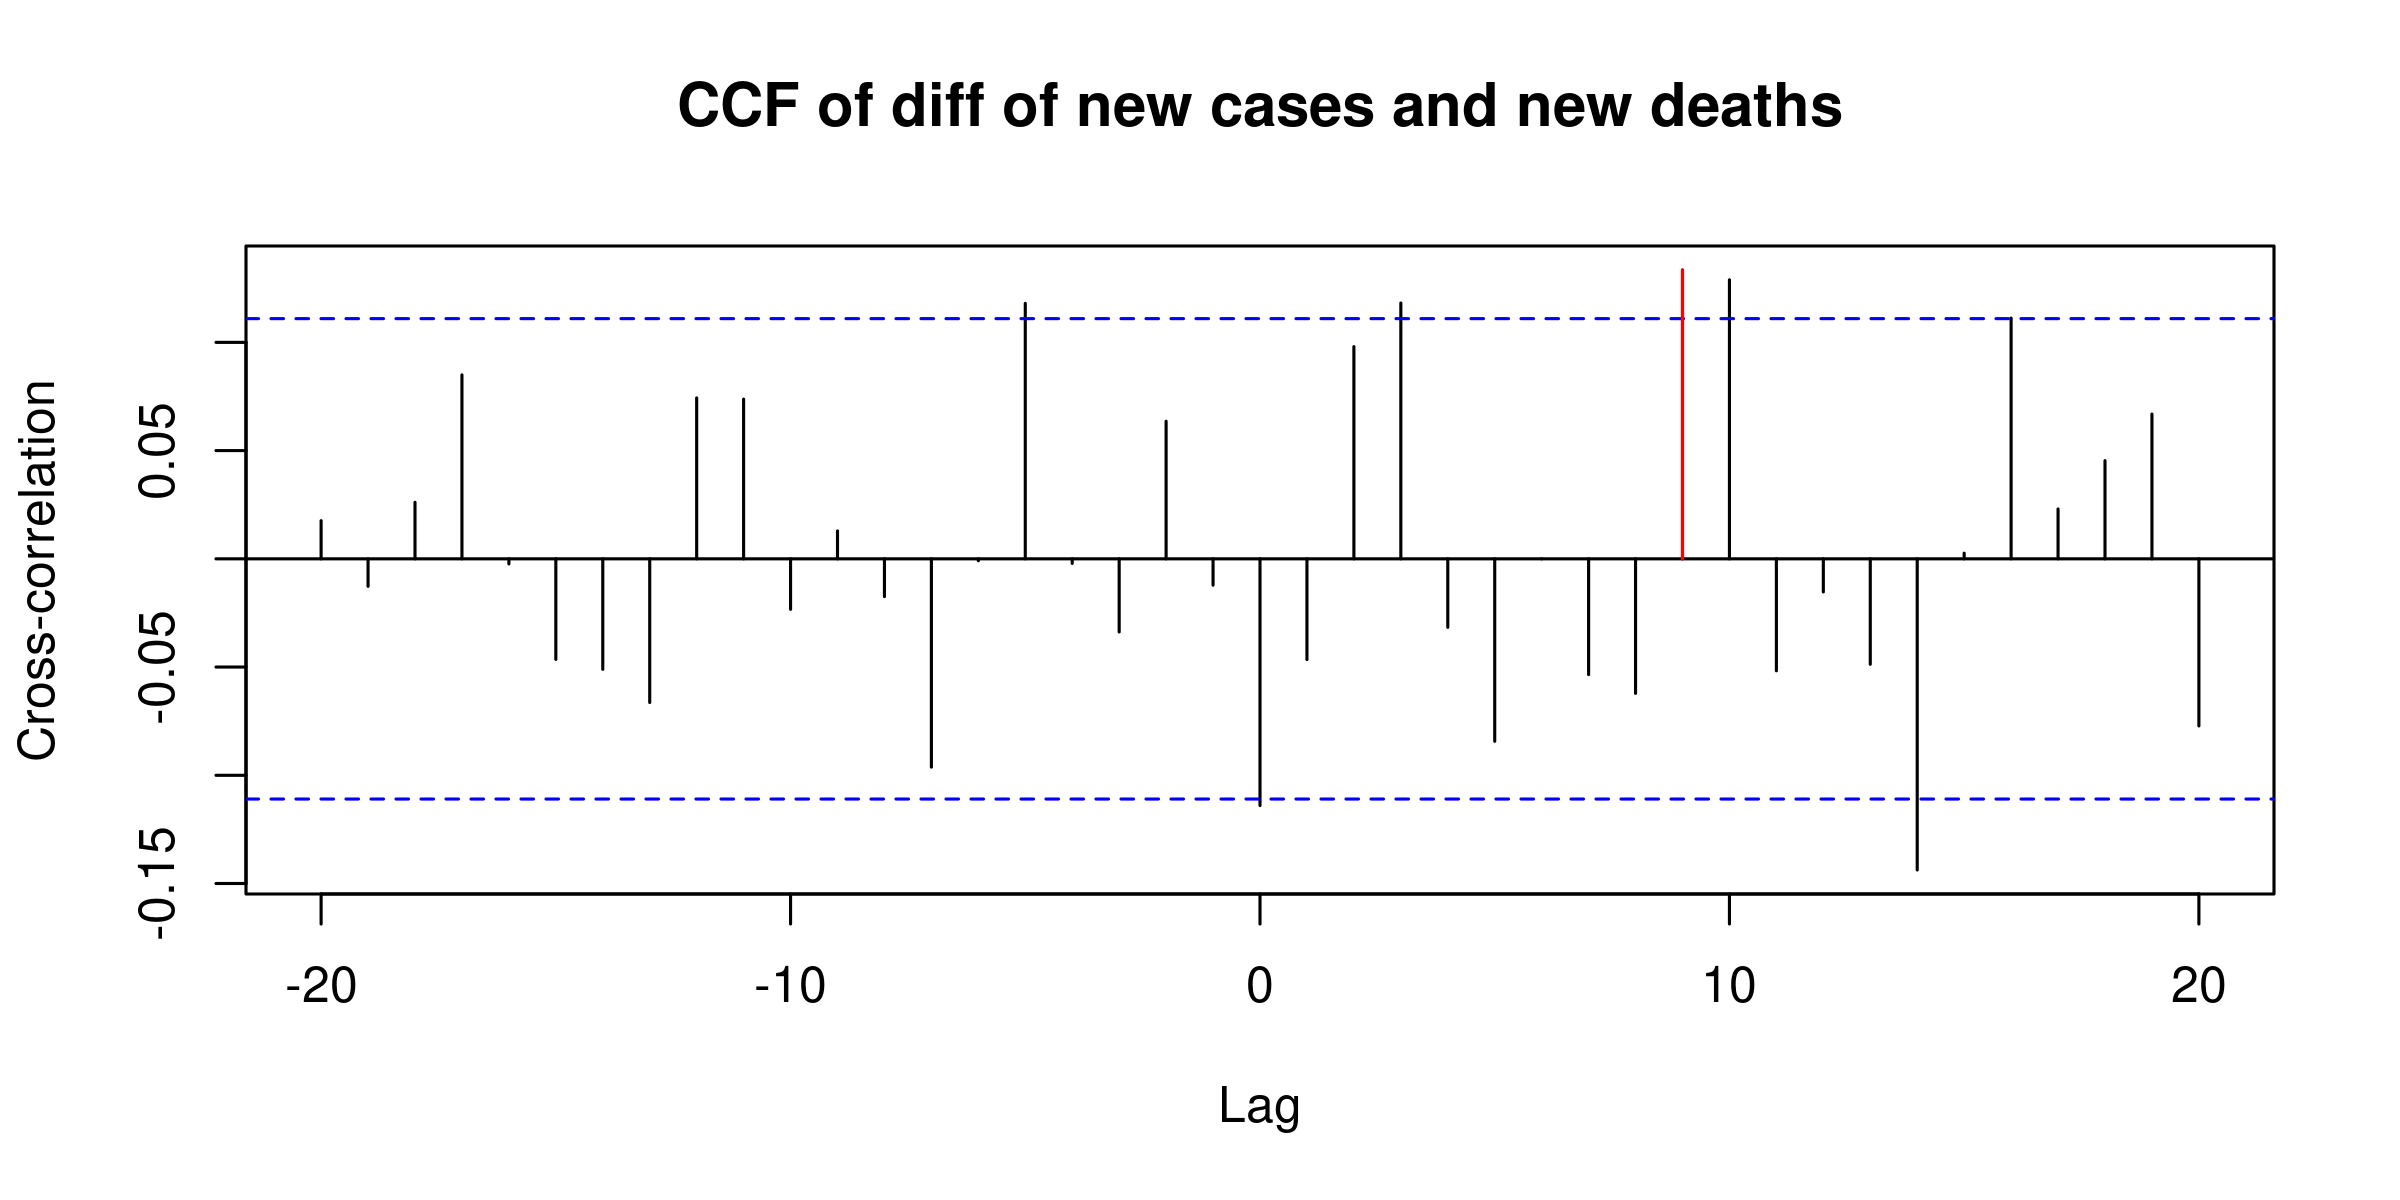 CCF of diff of new cases and new deaths
Cross-correlation
0.05
-0.05
-0.15
-20
-10
0
10
20
Lag